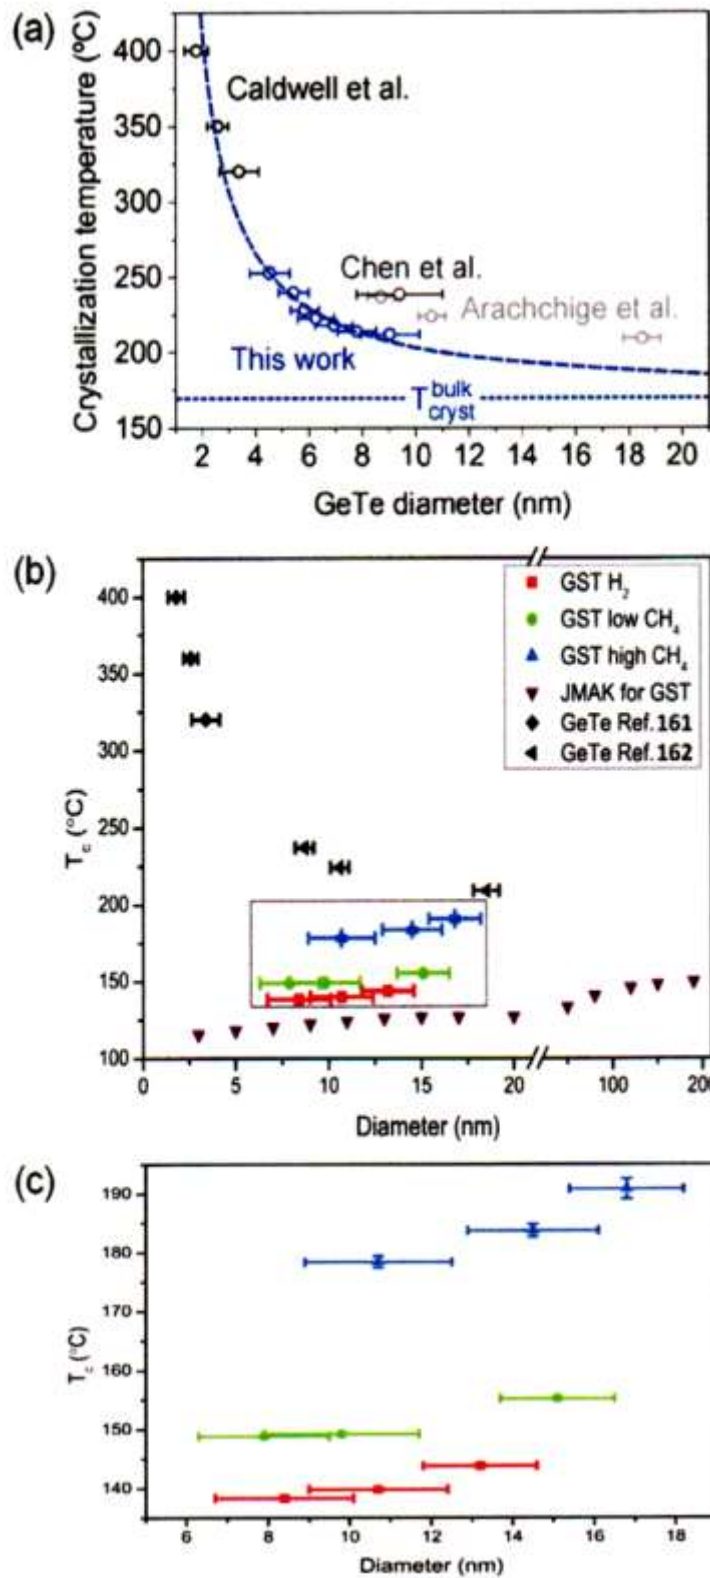 (a)
Crystallization temperature (ºC)
400
350
300
250
200
150
Caldwell et al.
Chen et al.
Arachchige et al.
This work
T bulk cryst
2 4 6 8 10 12 14 16 18 20
GeTe diameter (nm)
(b)
T_c (°C)
400
350
300
250
200
150
100
GST H₂
GST low CH₄
GST high CH₄
JMAK for GST
GeTe Ref.161
GeTe Ref.162
0 5 10 15 20 100 200
Diameter (nm)
(c)
T_c (°C)
190
180
170
160
150
140
6 8 10 12 14 16 18
Diameter (nm)